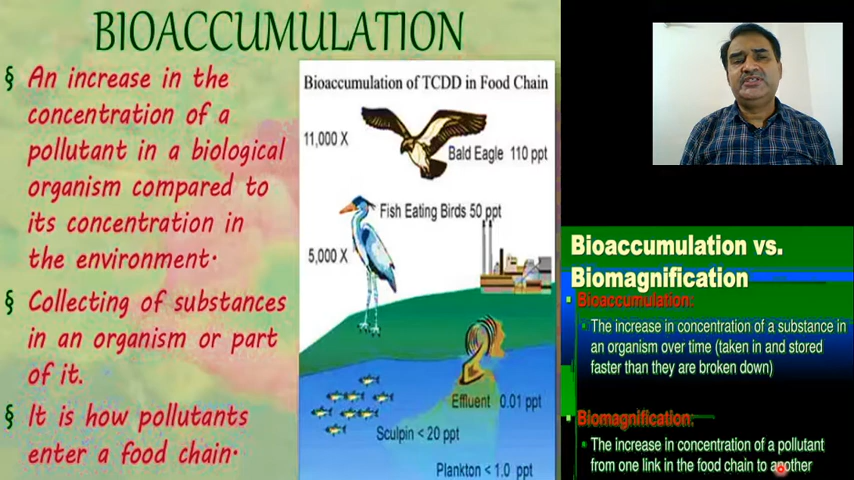 BIOACCUMULATION
§ An increase in the
concentration of a
pollutant in a biological
organism compared to
its concentration in
the environment.
§ Collecting of substances
in an organism or part
of it.
§ It is how pollutants
enter a food chain.
Bioaccumulation of TCDD in Food Chain
11,000 X
Bald Eagle 110 ppt
Fish Eating Birds 50 ppt
5,000 X
Effluent 0.01 ppt
Sculpin < 20 ppt
Plankton < 1.0 ppt
Bioaccumulation vs.
Biomagnification
Bioaccumulation:
The increase in concentration of a substance in
an organism over time (taken in and stored
faster than they are broken down)
Biomagnification:
The increase in concentration of a pollutant
from one link in the food chain to another